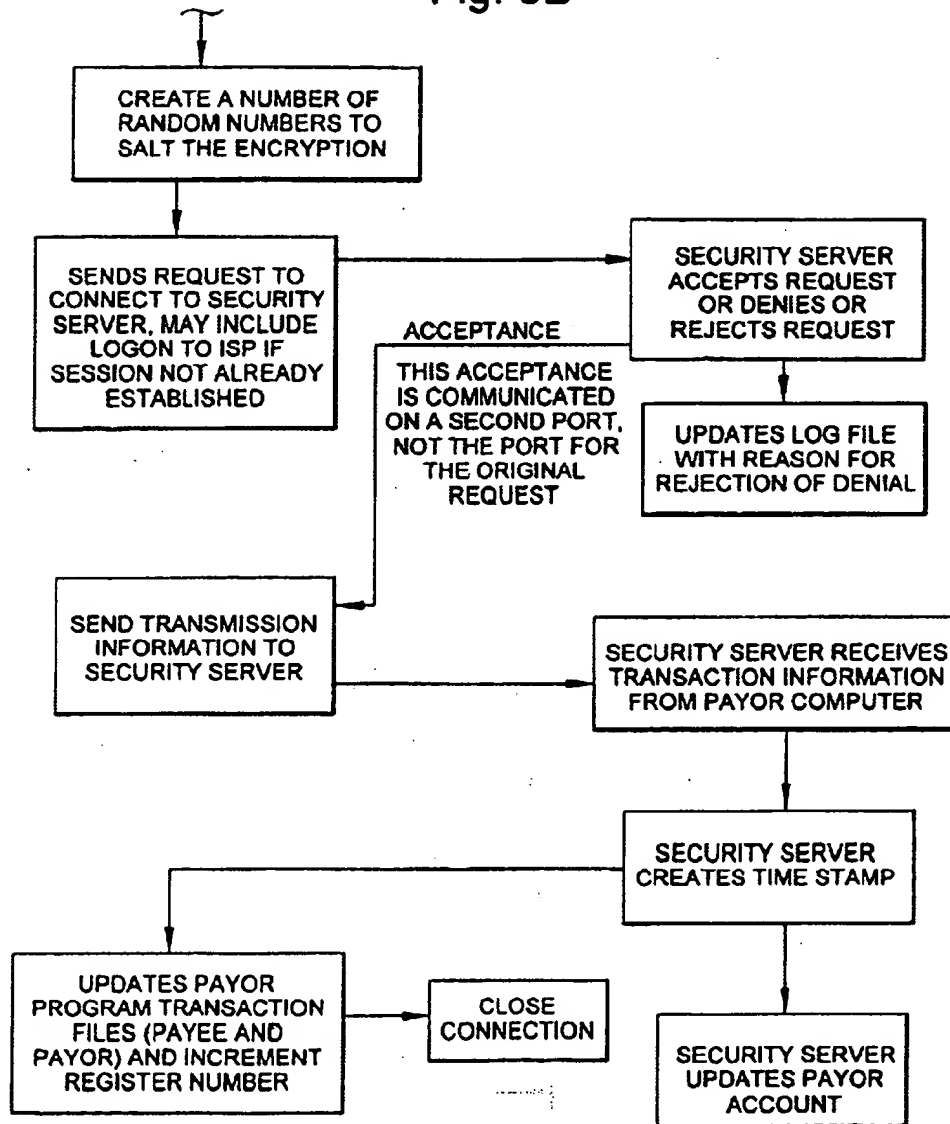 CREATE A NUMBER OF
RANDOM NUMBERS TO
SALT THE ENCRYPTION
SENDS REQUEST TO
CONNECT TO SECURITY
SERVER, MAY INCLUDE
LOGON TO ISP IF
SESSION NOT ALREADY
ESTABLISHED
SECURITY SERVER
ACCEPTS REQUEST
OR DENIES OR
REJECTS REQUEST
ACCEPTANCE
THIS ACCEPTANCE
IS COMMUNICATED
ON A SECOND PORT,
NOT THE PORT FOR
THE ORIGINAL
REQUEST
UPDATES LOG FILE
WITH REASON FOR
REJECTION OF DENIAL
SEND TRANSMISSION
INFORMATION TO
SECURITY SERVER
SECURITY SERVER RECEIVES
TRANSACTION INFORMATION
FROM PAYOR COMPUTER
SECURITY SERVER
CREATES TIME STAMP
UPDATES PAYOR
PROGRAM TRANSACTION
FILES (PAYEE AND
PAYOR) AND INCREMENT
REGISTER NUMBER
CLOSE
CONNECTION
SECURITY SERVER
UPDATES PAYOR
ACCOUNT